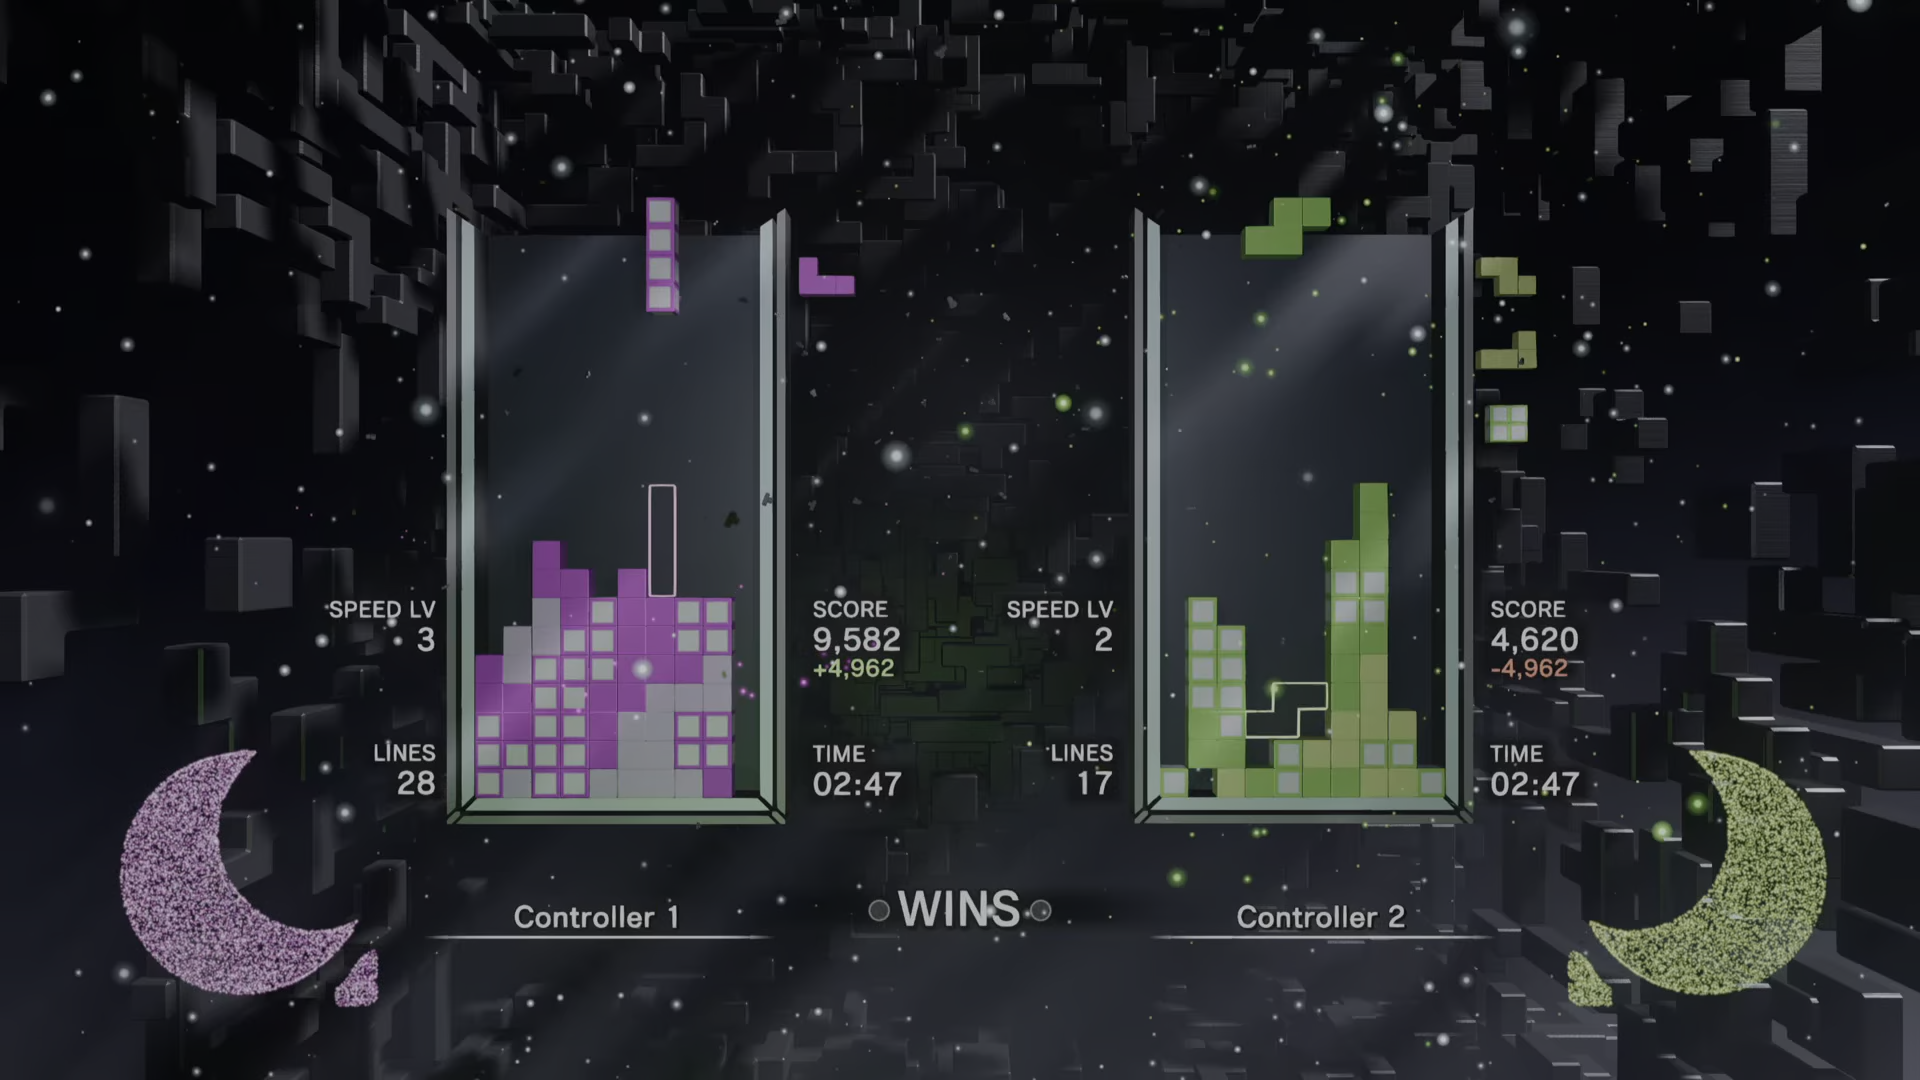 SPEED LV
3
LINES
28
SCORE
9,582
+4,962
TIME
02:47
SPEED LV
2
LINES
17
SCORE
4,620
-4,962
TIME
02:47
Controller 1
WINS
Controller 2